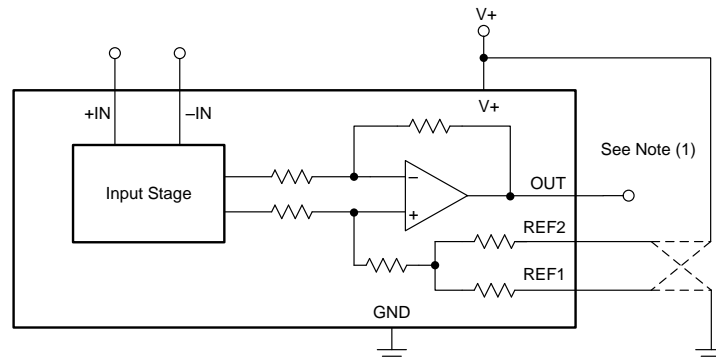 V+
V+
+IN
–IN
See Note (1)
Input Stage
–
+
OUT
REF2
REF1
GND